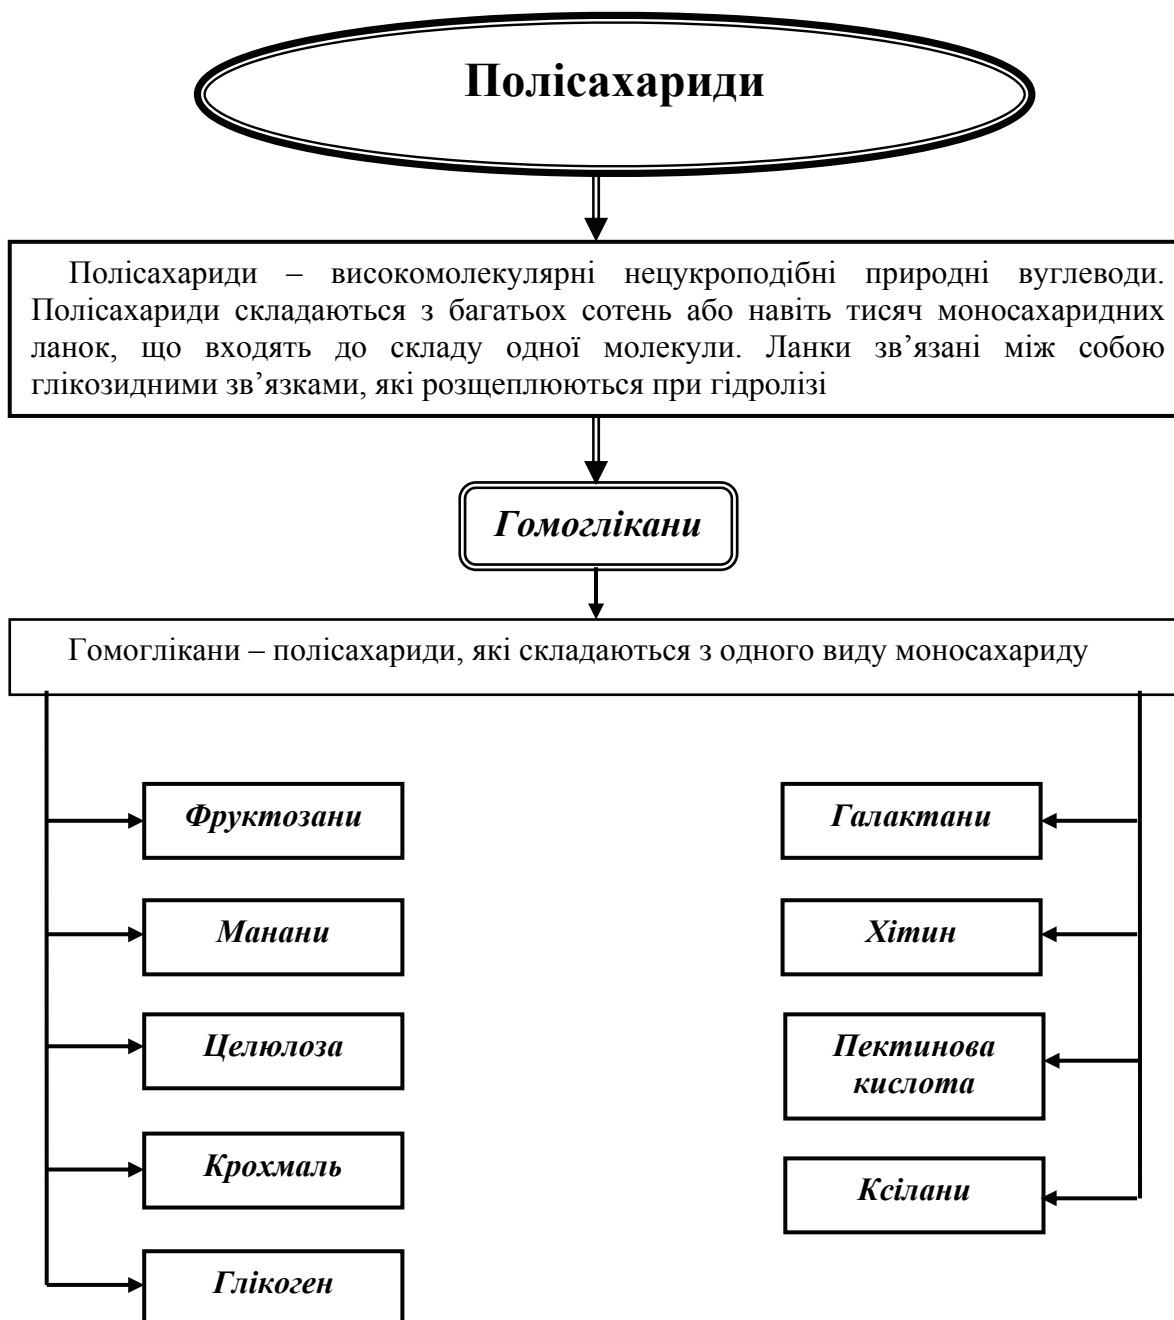 Полісахариди
Полісахариди – високомолекулярні нецукроподібні природні вуглеводи.
Полісахариди складаються з багатьох сотень або навіть тисяч моносахаридних
ланок, що входять до складу одної молекули. Ланки зв’язані між собою
глікозидними зв’язками, які розщеплюються при гідролізі
Гомоглікани
Гомоглікани – полісахариди, які складаються з одного виду моносахариду
Фруктозани
Манани
Целюлоза
Крохмаль
Глікоген
Галактани
Хітин
Пектинова
кислота
Ксілани